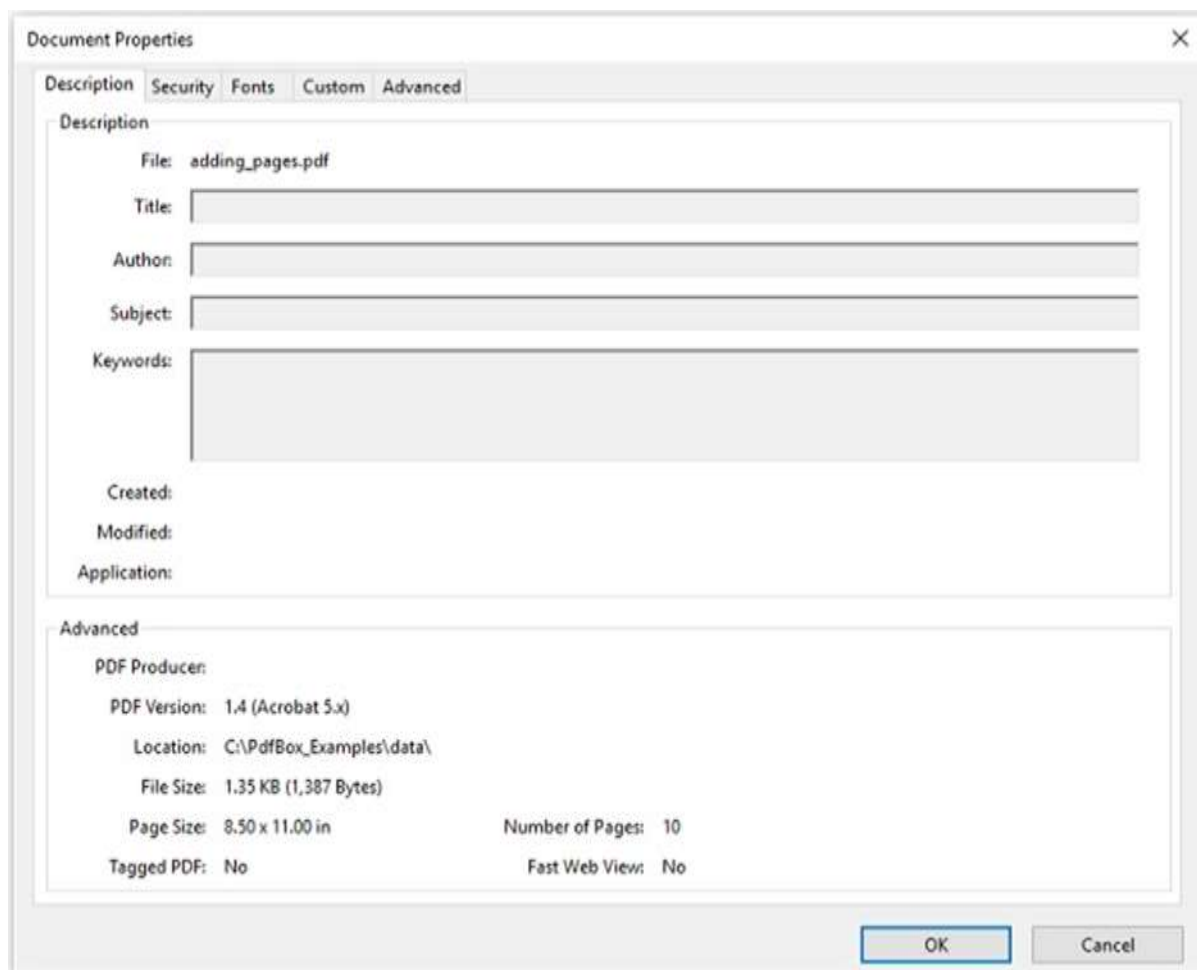 Document Properties
Description Security Fonts Custom Advanced
Description
File: adding_pages.pdf
Title:
Author:
Subject:
Keywords:
Created:
Modified:
Application:
Advanced
PDF Producer:
PDF Version: 1.4 (Acrobat 5.x)
Location: C:\PdfBox_Examples\data\
File Size: 1.35 KB (1,387 Bytes)
Page Size: 8.50 x 11.00 in Number of Pages: 10
Tagged PDF: No Fast Web View: No
OK Cancel